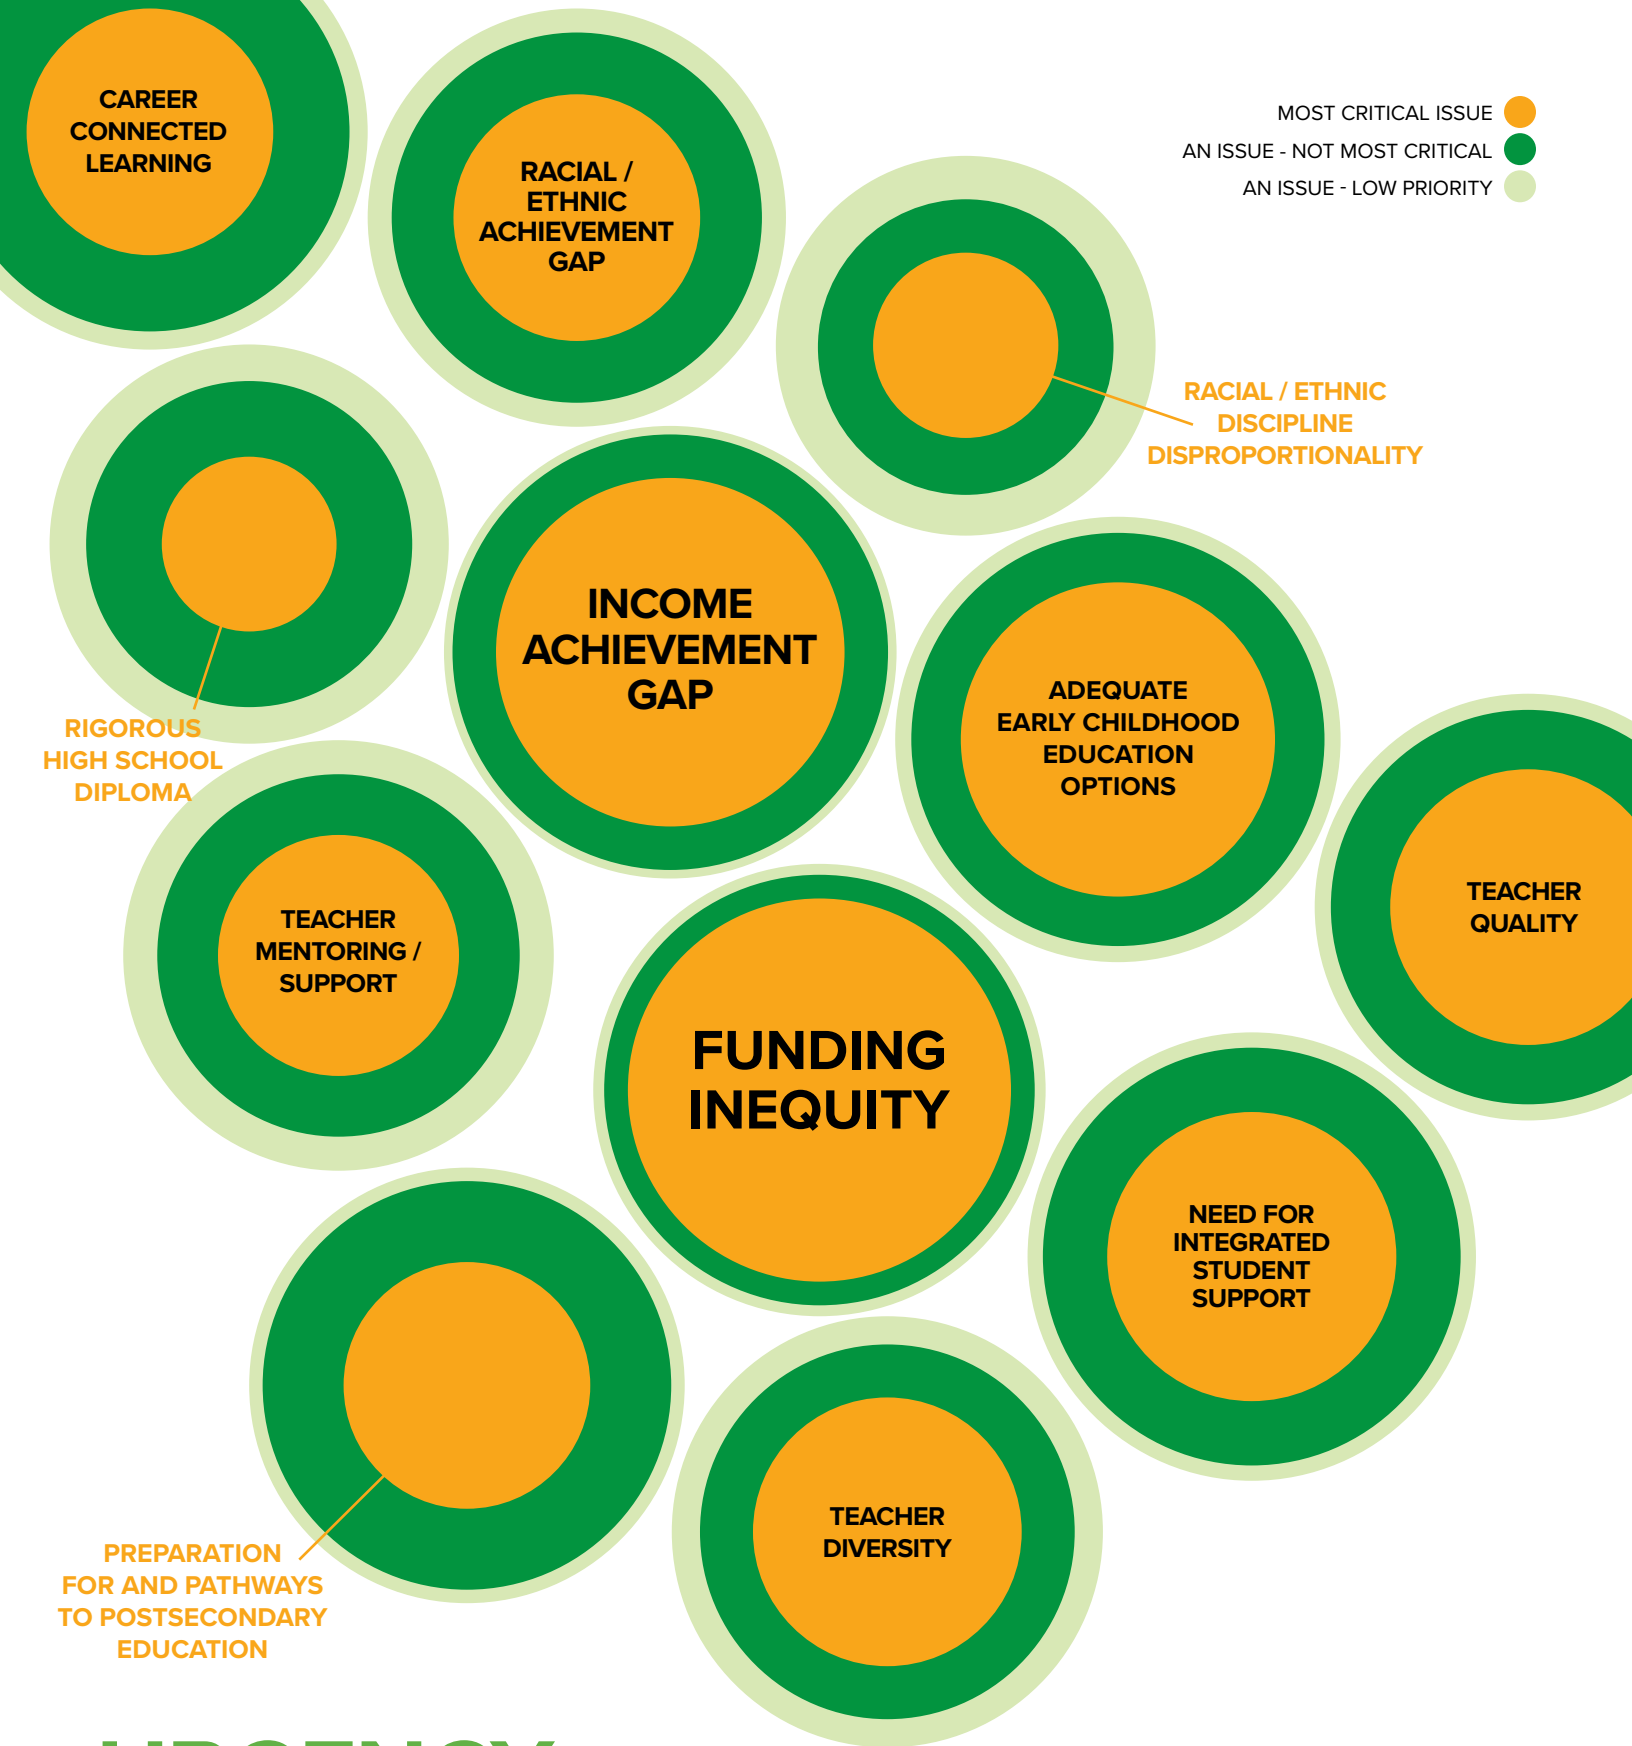 CAREER
CONNECTED
LEARNING
RACIAL /
ETHNIC
ACHIEVEMENT
GAP
MOST CRITICAL ISSUE
AN ISSUE - NOT MOST CRITICAL
AN ISSUE - LOW PRIORITY
RACIAL / ETHNIC
DISCIPLINE
DISPROPORTIONALITY
INCOME
ACHIEVEMENT
GAP
RIGOROUS
HIGH SCHOOL
DIPLOMA
ADEQUATE
EARLY CHILDHOOD
EDUCATION
OPTIONS
TEACHER
QUALITY
TEACHER
MENTORING /
SUPPORT
FUNDING
INEQUITY
NEED FOR
INTEGRATED
STUDENT
SUPPORT
PREPARATION
FOR AND PATHWAYS
TO POSTSECONDARY
EDUCATION
TEACHER
DIVERSITY
URGENCY